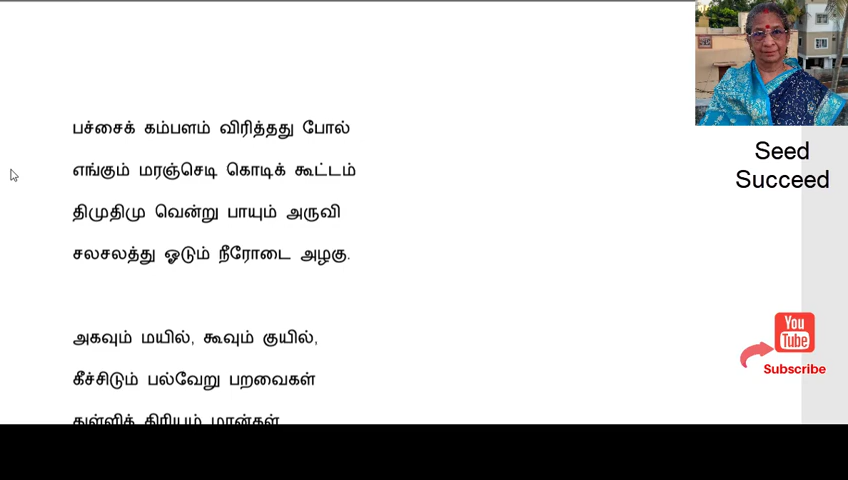 பச்சைக் கம்பளம் விரித்தது போல்
எங்கும் மரஞ்செடி கொடிக் கூட்டம்
திமுதிமு வென்று பாயும் அருவி
சலசலத்து ஓடும் நீரோடை அழகு.
அகவும் மயில், கூவும் குயில்,
கீச்சிடும் பல்வேறு பறவைகள்
துள்ளித் திரியும் மான்கள்
Seed
Succeed
You
Tube
Subscribe